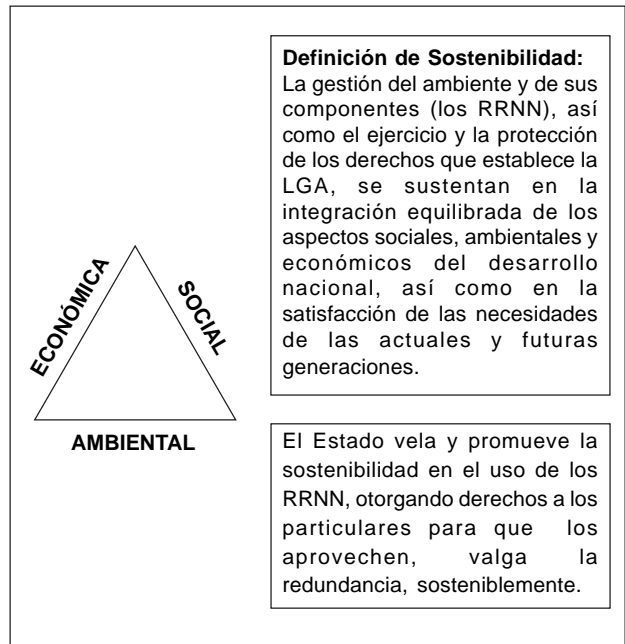 ECONÓMICA
SOCIAL
AMBIENTAL
Definición de Sostenibilidad:
La gestión del ambiente y de sus
componentes (los RRNN), así
como el ejercicio y la protección
de los derechos que establece la
LGA, se sustentan en la
integración equilibrada de los
aspectos sociales, ambientales y
económicos del desarrollo
nacional, así como en la
satisfacción de las necesidades
de las actuales y futuras
generaciones.
El Estado vela y promueve la
sostenibilidad en el uso de los
RRNN, otorgando derechos a los
particulares para que los
aprovechen, valga la
redundancia, sosteniblemente.